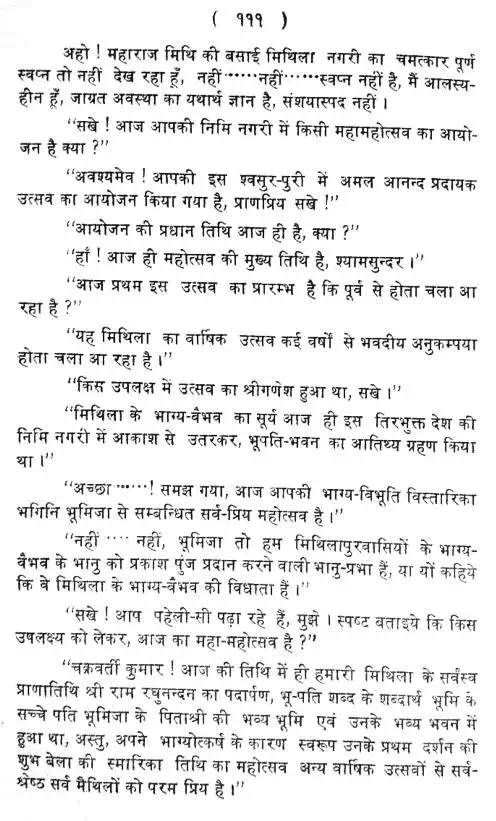 ( १११ )
अहो ! महाराज मिथि की बसाई मिथिला नगरी का चमत्कार पूर्ण
स्वप्न तो नहीं देख रहा हूँ, नहीं ······नहीं······स्वप्न नहीं है, मैं आलस्य-
हीन हूँ, जाग्रत अवस्था का यथार्थ ज्ञान है, संशयास्पद नहीं ।
"सखे ! आज आपकी निमि नगरी में किसी महामहोत्सव का आयो-
जन है क्या ?"
"अवश्यमेव ! आपकी इस श्वसुर-पुरी में अमल आनन्द प्रदायक
उत्सव का आयोजन किया गया है, प्राणप्रिय सखे !"
"आयोजन की प्रधान तिथि आज ही है, क्या ?"
"हाँ ! आज ही महोत्सव की मुख्य तिथि है, श्यामसुन्दर ।"
"आज प्रथम इस उत्सव का प्रारम्भ है कि पूर्व से होता चला आ
रहा है ?"
"यह मिथिला का वार्षिक उत्सव कई वर्षों से भवदीय अनुकम्पया
होता चला आ रहा है ।"
"किस उपलक्ष में उत्सव का श्रीगणेश हुआ था, सखे ।"
"मिथिला के भाग्य-वैभव का सूर्य आज ही इस तिरभुक्त देश की
निमि नगरी में आकाश से उतरकर, भूपति-भवन का आतिथ्य ग्रहण किया
था ।"
"अच्छा ······! समझ गया, आज आपकी भाग्य-विभूति विस्तारिका
भगिनि भूमिजा से सम्बन्धित सर्व-प्रिय महोत्सव है ।"
"नहीं ···· नहीं, भूमिजा तो हम मिथिलापुरवासियों के भाग्य-
वैभव के भानु को प्रकाश पुंज प्रदान करने वाली भानु-प्रभा हैं, या यों कहिये
कि वे मिथिला के भाग्य-वैभव की विधाता हैं ।"
"सखे ! आप पहेली-सी पढ़ा रहे हैं, मुझे । स्पष्ट बताइये कि किस
उपलक्ष्य को लेकर, आज का महा-महोत्सव है ?"
"चक्रवर्ती कुमार ! आज की तिथि में ही हमारी मिथिला के सर्वस्व
प्राणातिथि श्री राम रघुनन्दन का पदार्पण, भू-पति शब्द के शब्दार्थ भूमि के
सच्चे पति भूमिजा के पिताश्री की भव्य भूमि एवं उनके भव्य भवन में
हुआ था, अस्तु, अपने भाग्योत्कर्ष के कारण स्वरूप उनके प्रथम दर्शन की
शुभ बेला की स्मारिका तिथि का महोत्सव अन्य वार्षिक उत्सवों से सर्व-
श्रेष्ठ सर्व मैथिलों को परम प्रिय है ।"